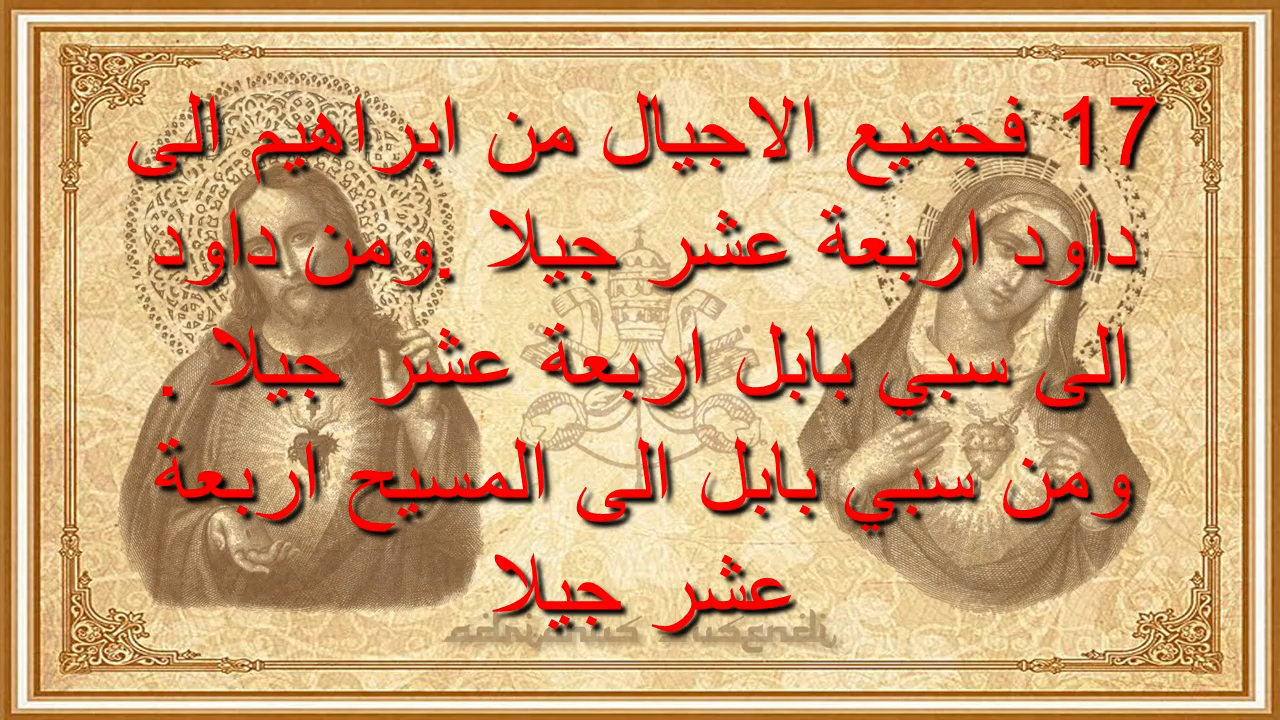 17 فجميع الاجيال من ابراهيم الى
داود اربعة عشر جيلا .ومن داود
الى سبي بابل اربعة عشر جيلا .
ومن سبي بابل الى المسيح اربعة
عشر جيلا